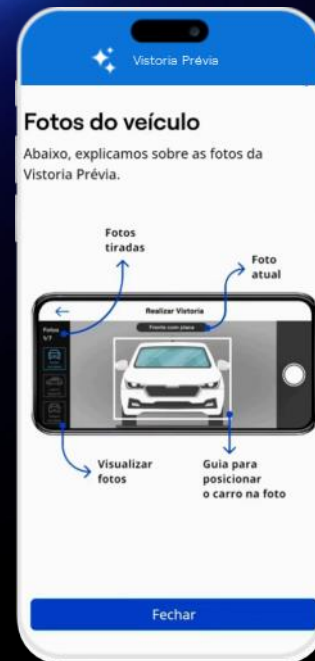 Vistoria Prévia
Fotos do veículo
Abaixo, explicamos sobre as fotos da
Vistoria Prévia.
Fotos
tiradas
Foto
atual
Realizar Vistoria
Fotos
1/7
Frente com placa
Visualizar
fotos
Guia para
posicionar
o carro na foto
Fechar